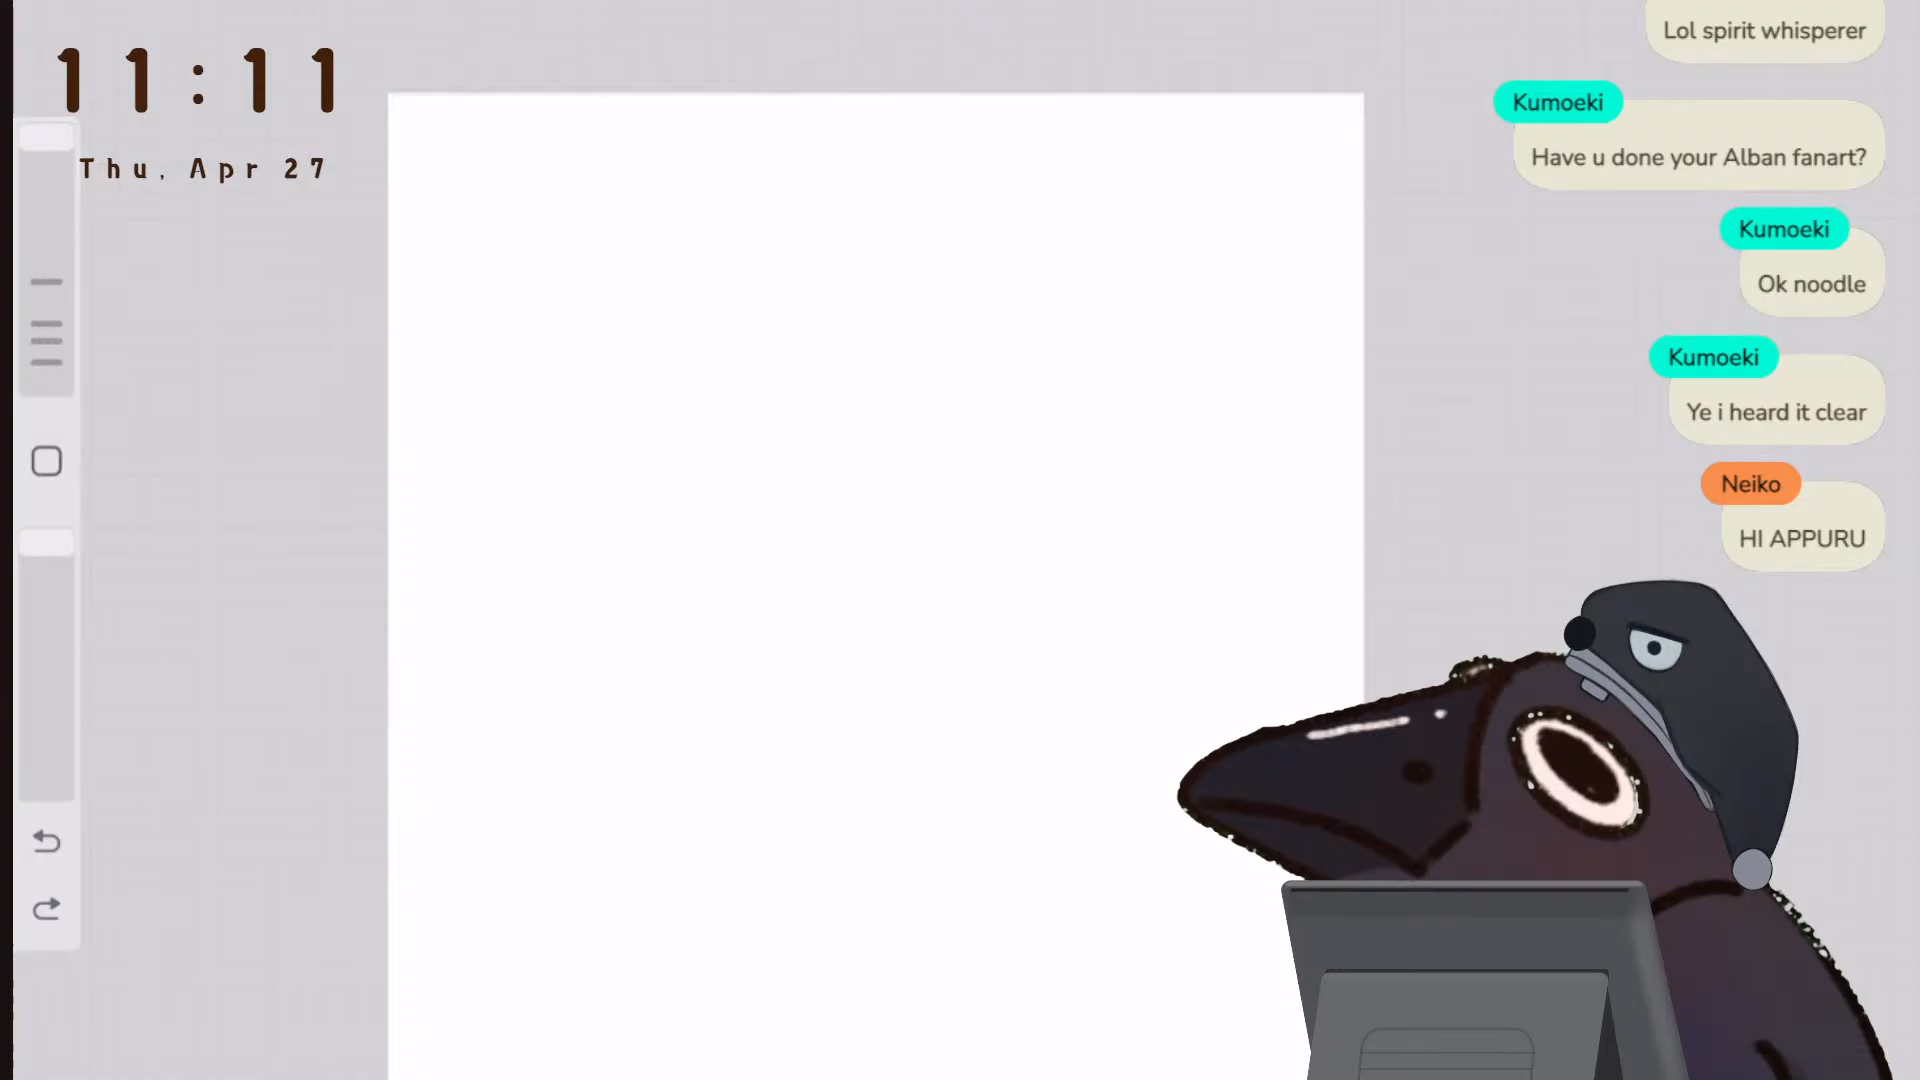 11:11
Thu, Apr 27
Lol spirit whisperer
Kumoeki
Have u done your Alban fanart?
Kumoeki
Ok noodle
Kumoeki
Ye i heard it clear
Neiko
HI APPURU